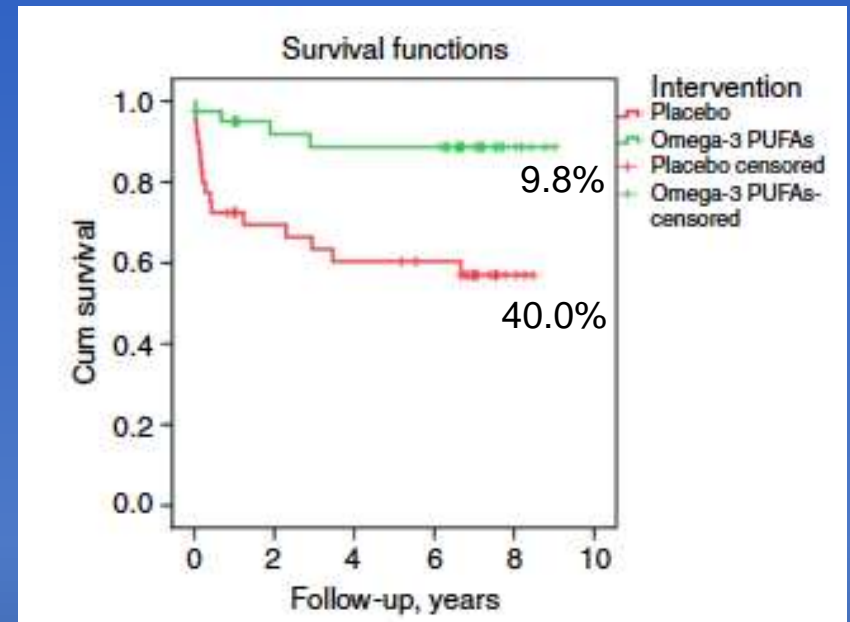 Survival functions
Cum survival
1.0
0.8
0.6
0.4
0.2
0.0
9.8%
40.0%
0 2 4 6 8 10
Follow-up, years
Intervention
Placebo
Omega-3 PUFAs
Placebo censored
Omega-3 PUFAs-
censored